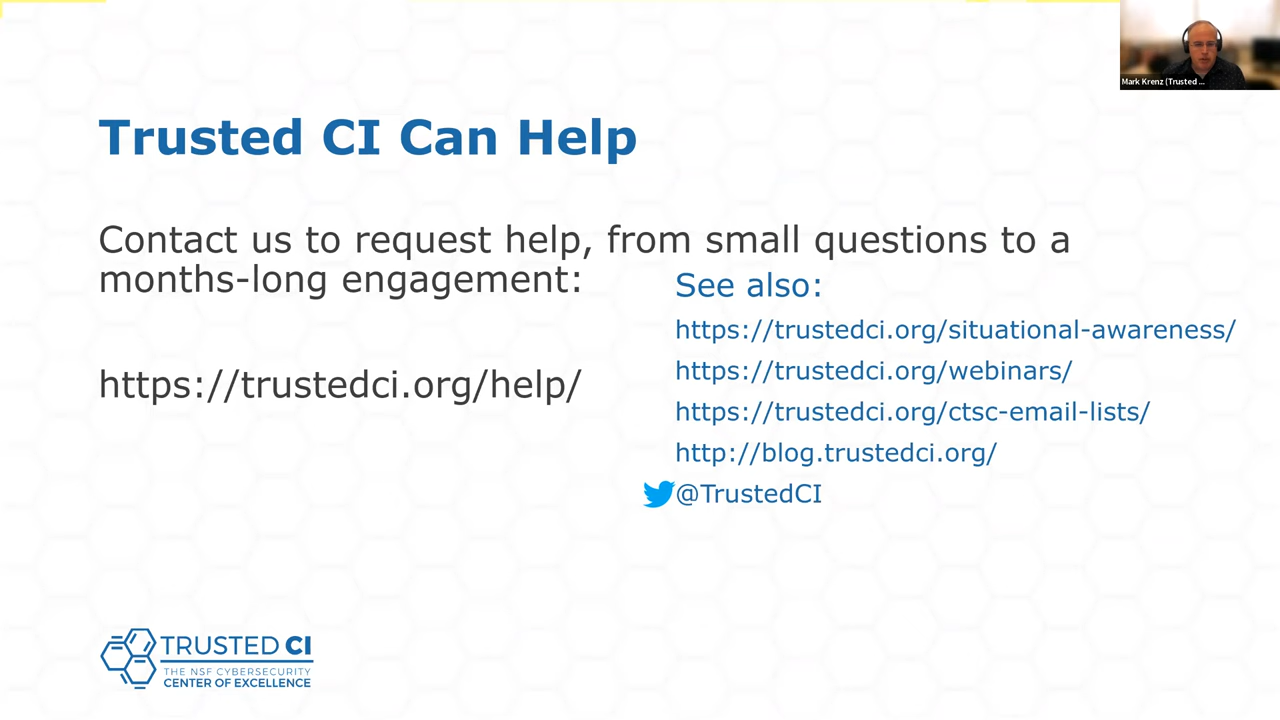 Mark Krenz (Trusted ...
Trusted CI Can Help
Contact us to request help, from small questions to a
months-long engagement:
https://trustedci.org/help/
See also:
https://trustedci.org/situational-awareness/
https://trustedci.org/webinars/
https://trustedci.org/ctsc-email-lists/
http://blog.trustedci.org/
@TrustedCI
TRUSTED CI
THE NSF CYBERSECURITY
CENTER OF EXCELLENCE